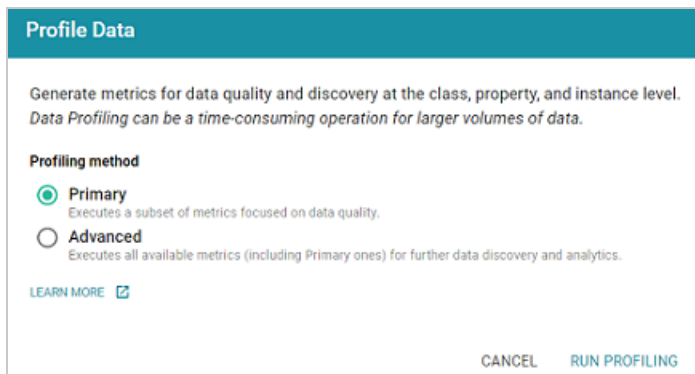 Profile Data
Generate metrics for data quality and discovery at the class, property, and instance level.
Data Profiling can be a time-consuming operation for larger volumes of data.
Profiling method
Primary
Executes a subset of metrics focused on data quality.
Advanced
Executes all available metrics (including Primary ones) for further data discovery and analytics.
LEARN MORE
CANCEL RUN PROFILING